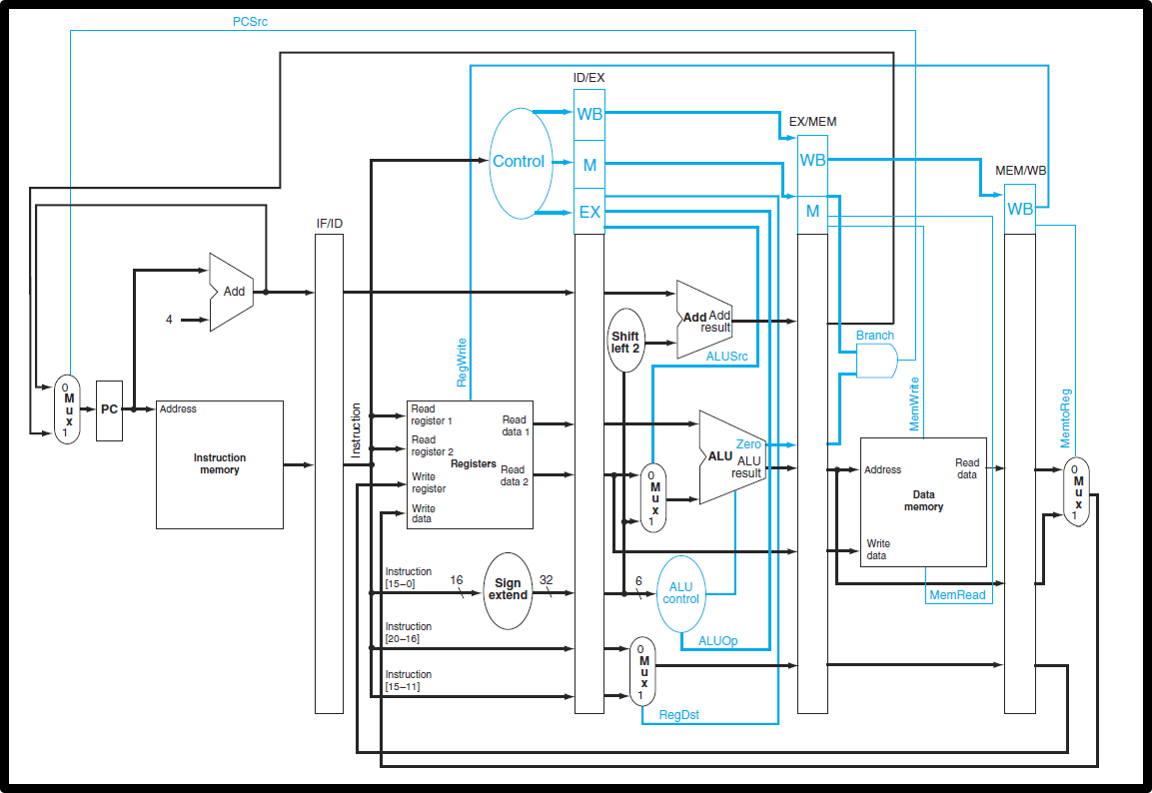 PCSrc
ID/EX
WB
EX/MEM
Control
M
WB
MEM/WB
EX
M
WB
IF/ID
Add
4
Add Add
result
Shift
left 2
ALUSrc
Branch
RegWrite
MemWrite
MemtoReg
0
M
u
x
1
PC
Address
Instruction
memory
Instruction
Read
register 1
Read
register 2
Write
register
Write
data
Registers
Read
data 1
Read
data 2
0
M
u
x
1
Zero
ALU
ALU
result
Address
Read
data
Data
memory
Write
data
0
M
u
x
1
MemRead
Instruction
[15–0]
16
Sign
extend
32
6
ALU
control
ALUOp
Instruction
[20–16]
Instruction
[15–11]
0
M
u
x
1
RegDst